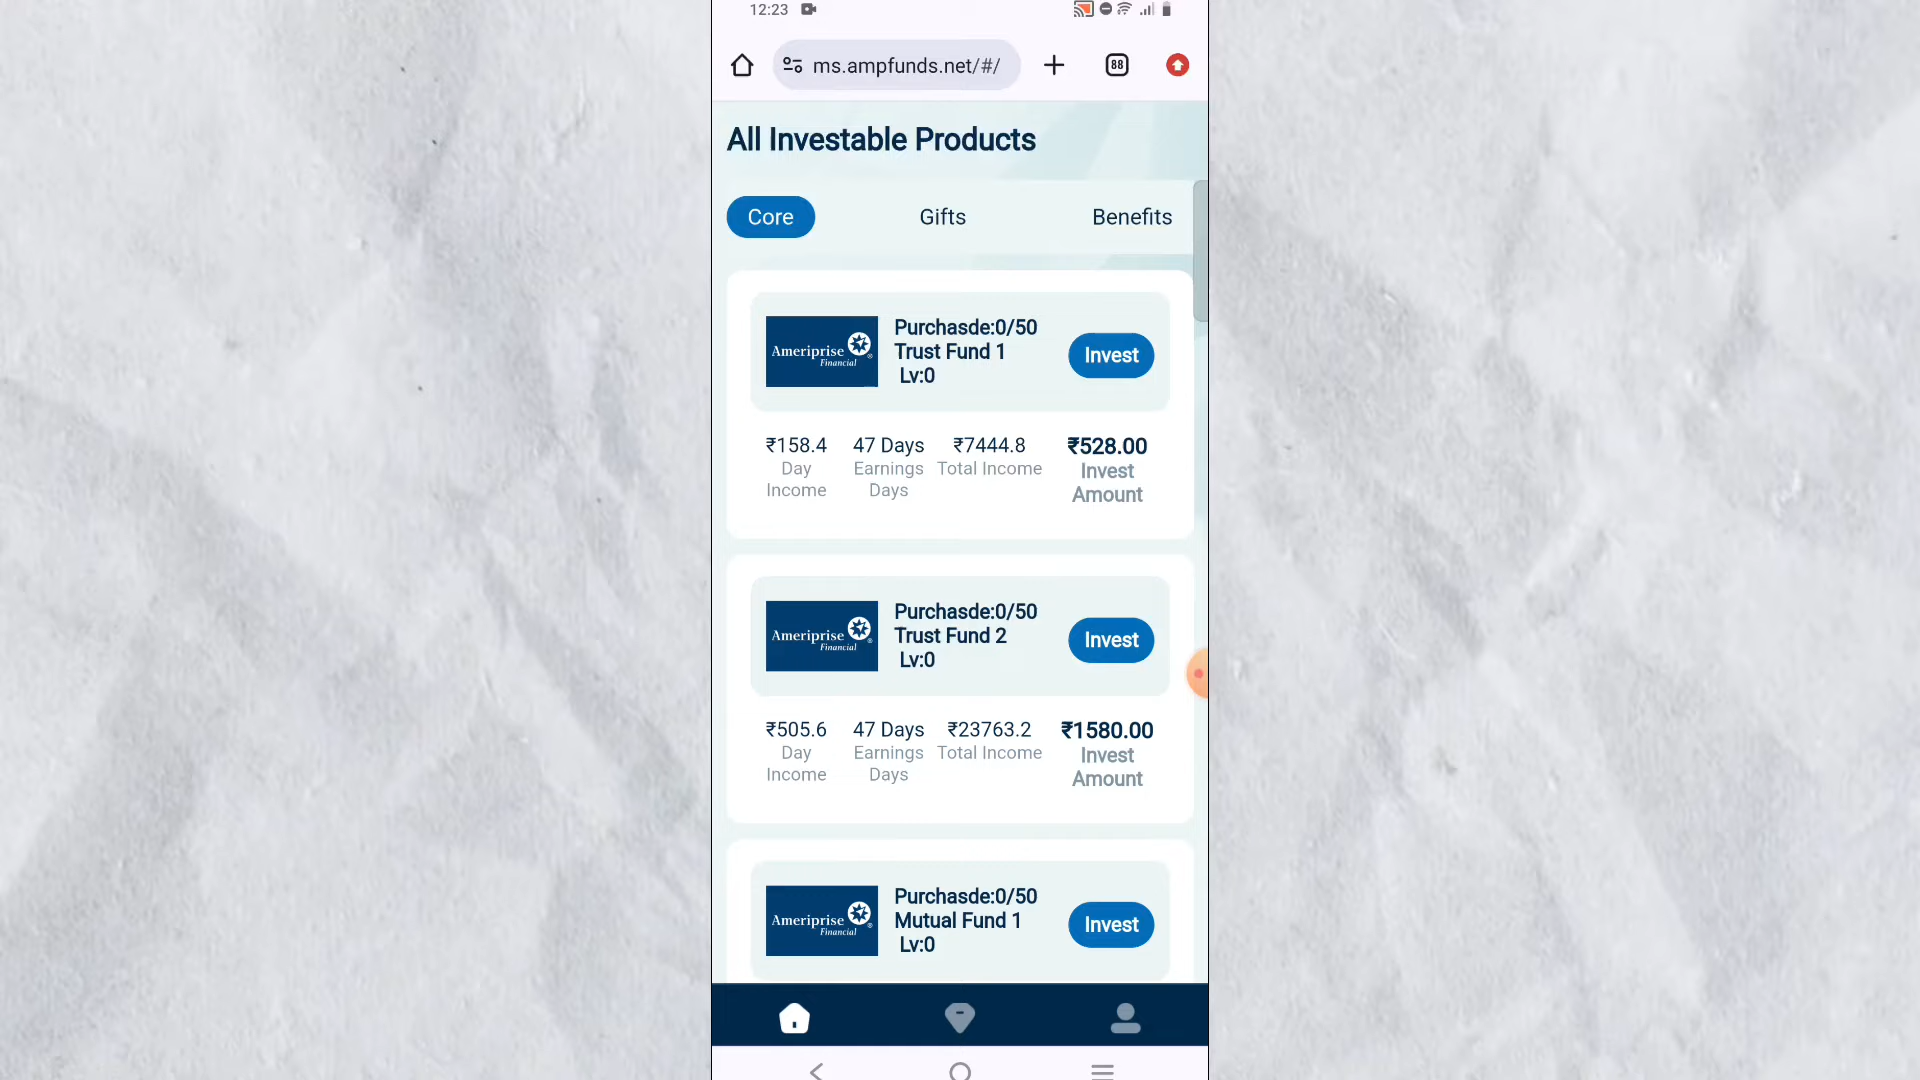 12:23
ms.ampfunds.net/#/
88
All Investable Products
Core Gifts Benefits
Ameriprise
Financial
Purchasde:0/50
Trust Fund 1
Lv:0
Invest
₹158.4 47 Days ₹7444.8 ₹528.00
Day Earnings Total Income Invest
Income Days Amount
Ameriprise
Financial
Purchasde:0/50
Trust Fund 2
Lv:0
Invest
₹505.6 47 Days ₹23763.2 ₹1580.00
Day Earnings Total Income Invest
Income Days Amount
Ameriprise
Financial
Purchasde:0/50
Mutual Fund 1
Lv:0
Invest